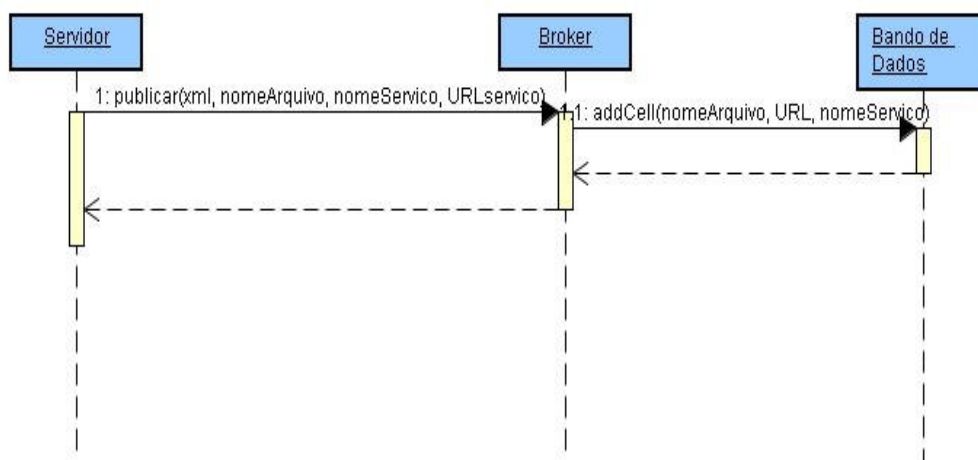 Servidor
Broker
Bando de
Dados
1: publicar(xml, nomeArquivo, nomeServico, URLservico)
1.1: addCell(nomeArquivo, URL, nomeServico)